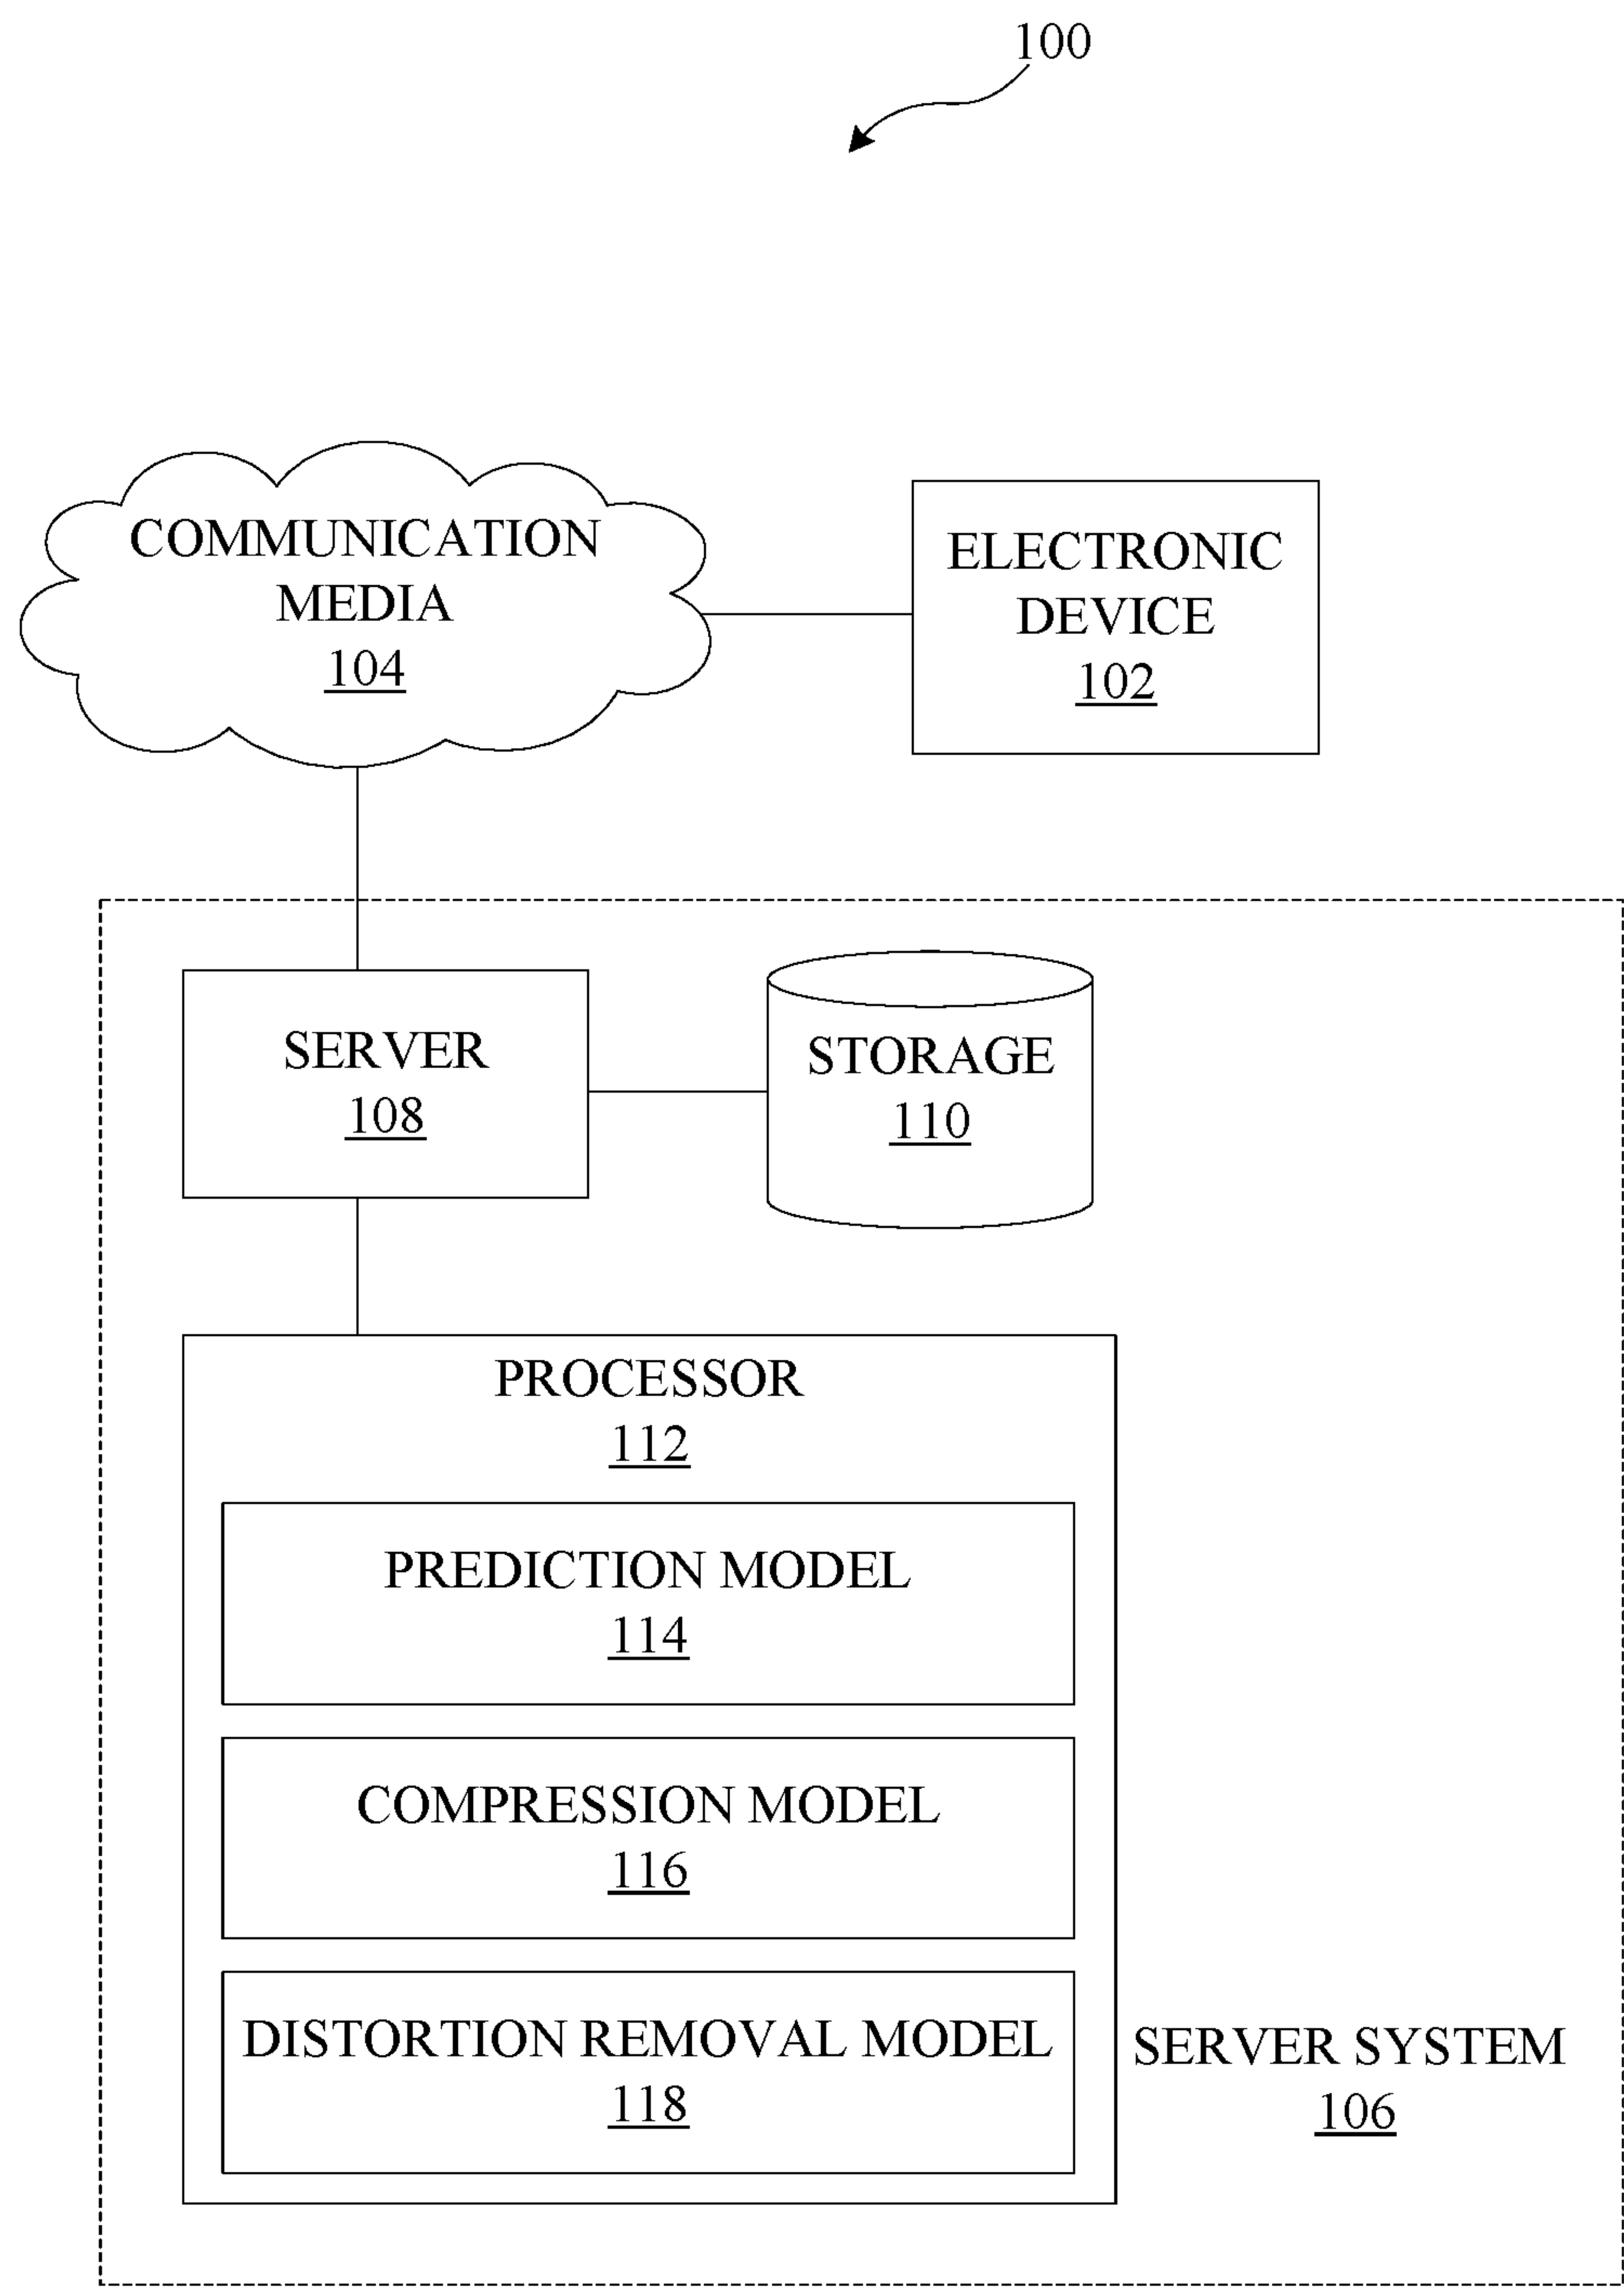 100
COMMUNICATION
MEDIA
104
ELECTRONIC
DEVICE
102
SERVER
108
STORAGE
110
PROCESSOR
112
PREDICTION MODEL
114
COMPRESSION MODEL
116
DISTORTION REMOVAL MODEL
118
SERVER SYSTEM
106